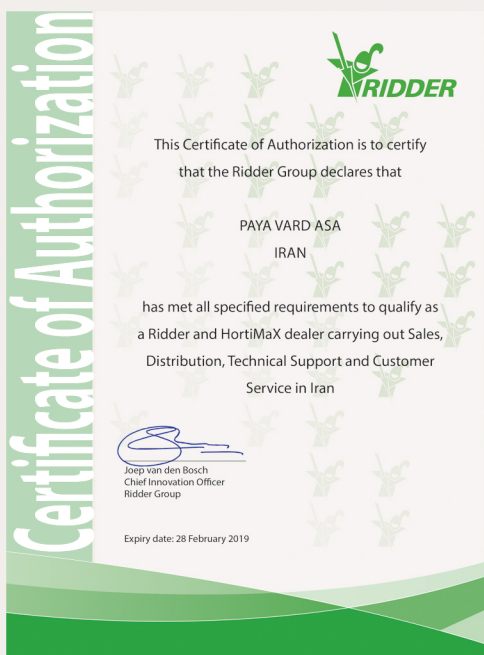 Certificate of Authorization
RIDDER
This Certificate of Authorization is to certify
that the Ridder Group declares that
PAYA VARD ASA
IRAN
has met all specified requirements to qualify as
a Ridder and HortiMaX dealer carrying out Sales,
Distribution, Technical Support and Customer
Service in Iran
Joep van den Bosch
Chief Innovation Officer
Ridder Group
Expiry date: 28 February 2019